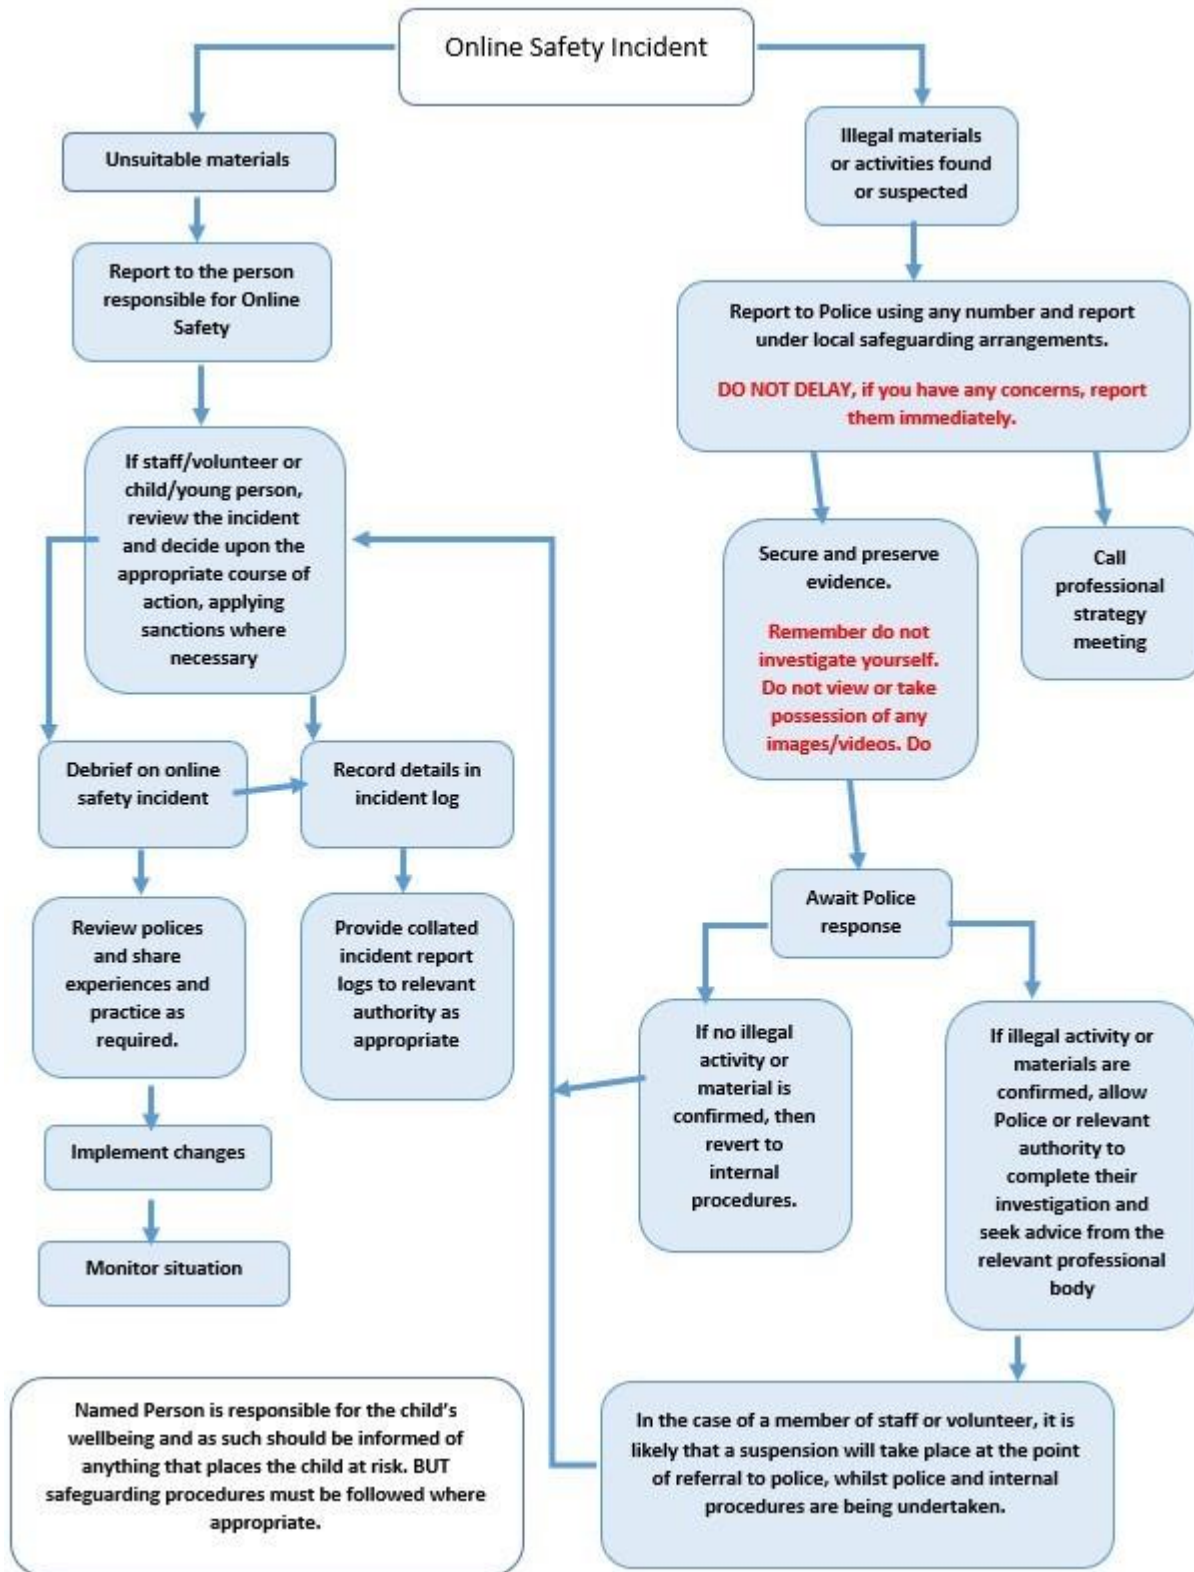 Online Safety Incident
Unsuitable materials
Report to the person
responsible for Online
Safety
If staff/volunteer or
child/young person,
review the incident
and decide upon the
appropriate course of
action, applying
sanctions where
necessary
Debrief on online
safety incident
Record details in
incident log
Review polices
and share
experiences and
practice as
required.
Provide collated
incident report
logs to relevant
authority as
appropriate
Implement changes
Monitor situation
Illegal materials
or activities found
or suspected
Report to Police using any number and report
under local safeguarding arrangements.
DO NOT DELAY, if you have any concerns, report
them immediately.
Secure and preserve
evidence.
Remember do not
investigate yourself.
Do not view or take
possession of any
images/videos. Do
Call
professional
strategy
meeting
Await Police
response
If no illegal
activity or
material is
confirmed, then
revert to
internal
procedures.
If illegal activity or
materials are
confirmed, allow
Police or relevant
authority to
complete their
investigation and
seek advice from the
relevant professional
body
In the case of a member of staff or volunteer, it is
likely that a suspension will take place at the point
of referral to police, whilst police and internal
procedures are being undertaken.
Named Person is responsible for the child’s
wellbeing and as such should be informed of
anything that places the child at risk. BUT
safeguarding procedures must be followed where
appropriate.